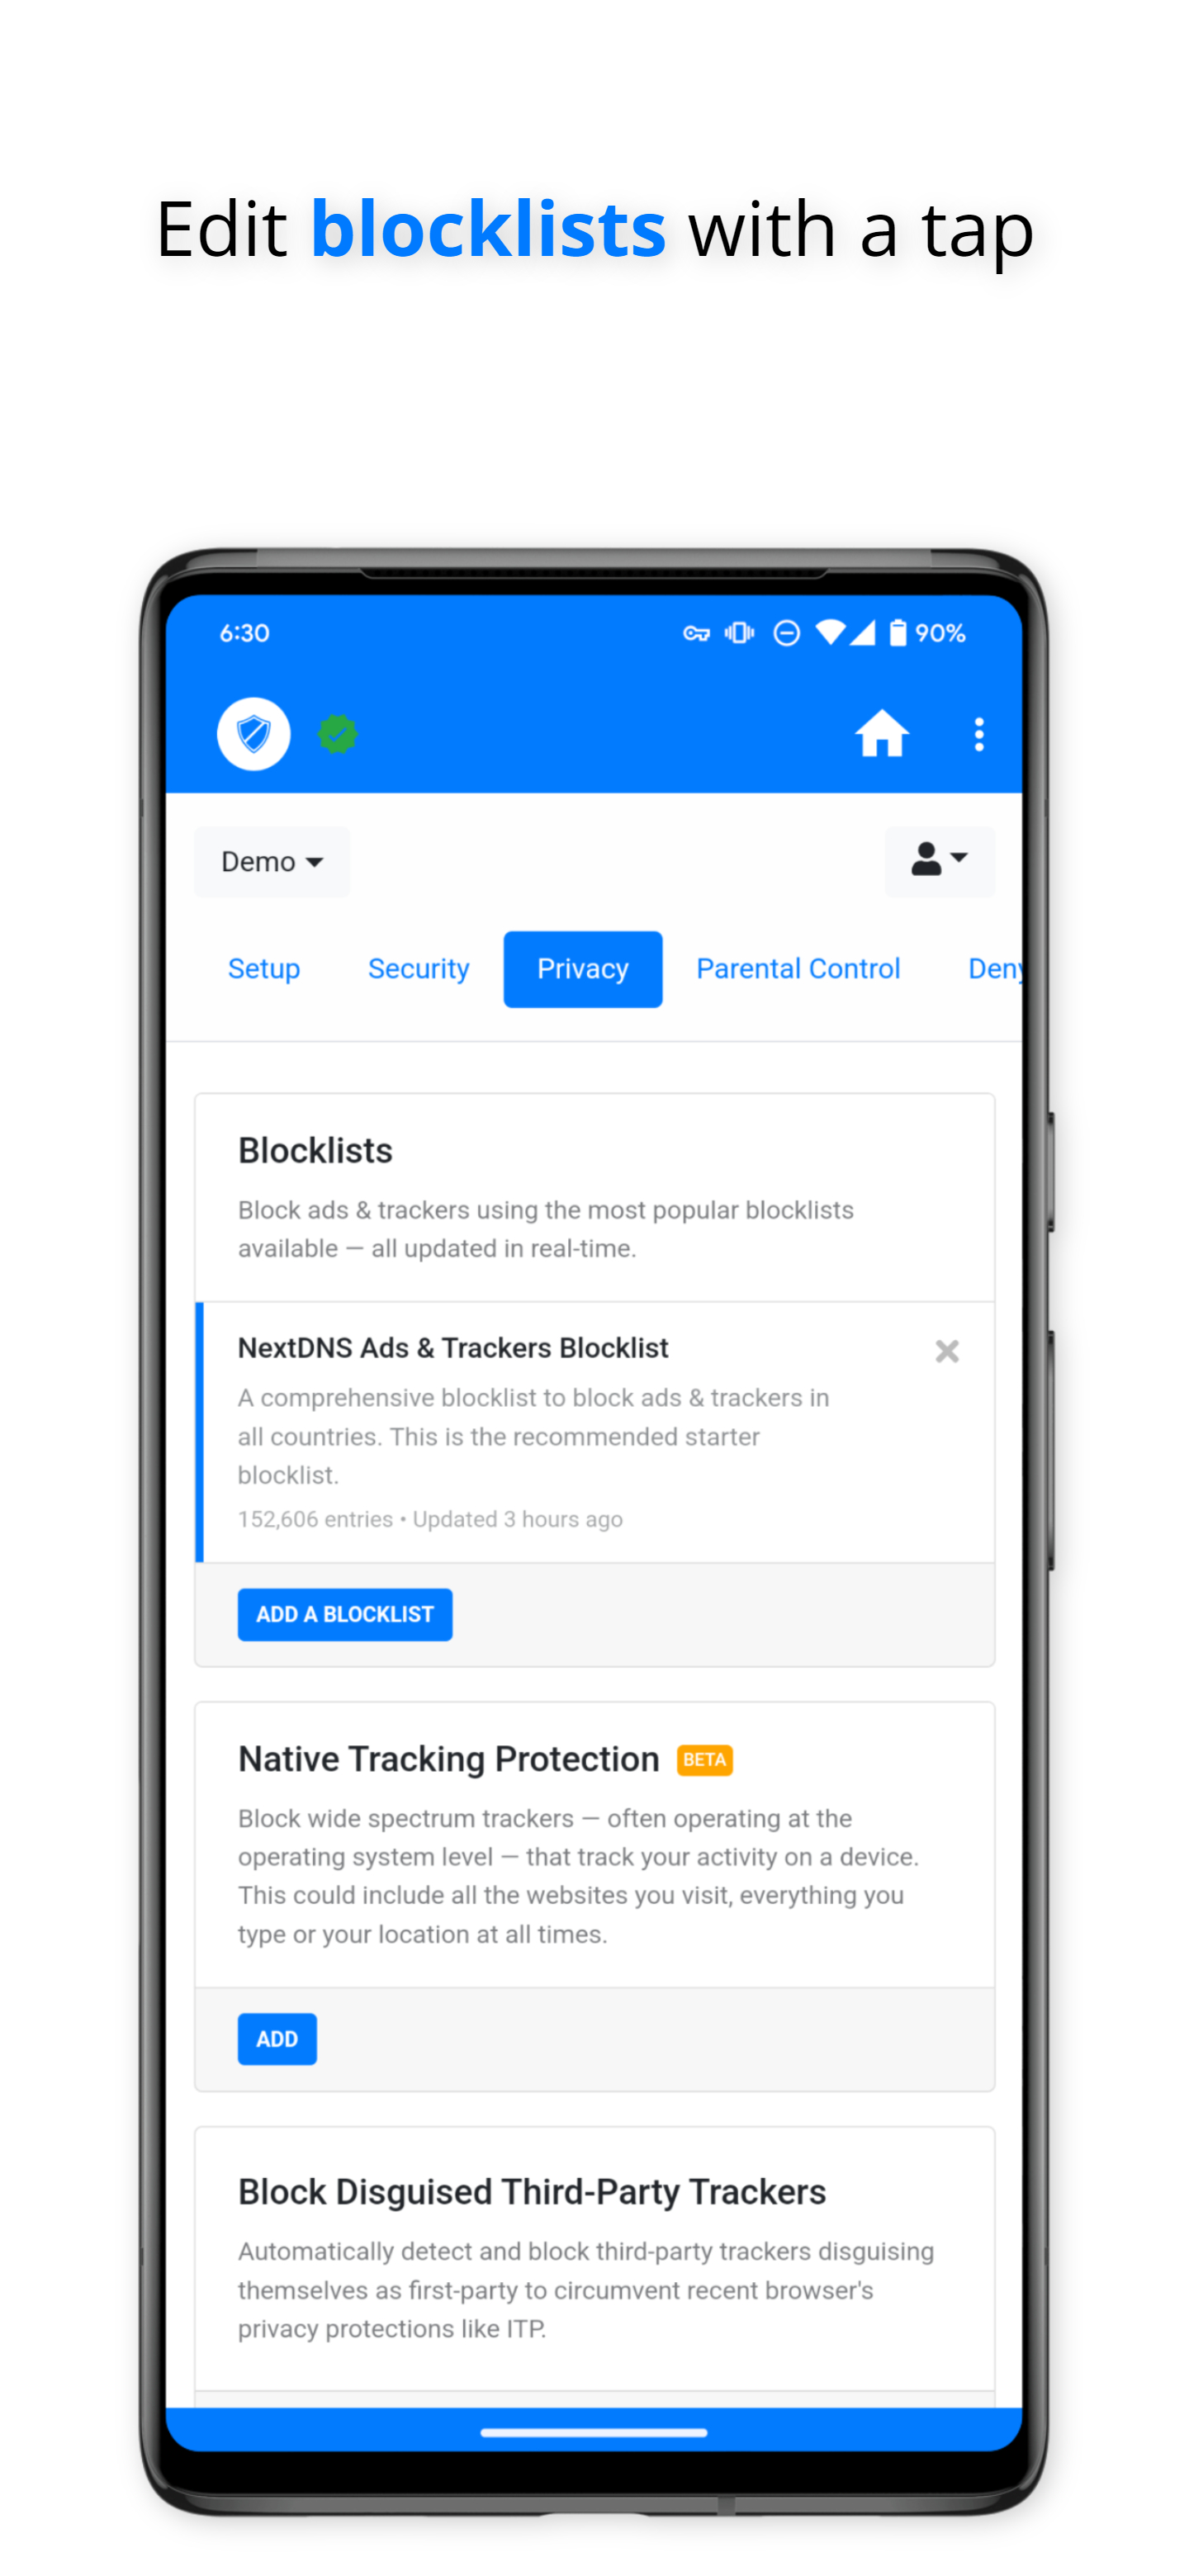 Edit blocklists with a tap
6:30 90%
Demo
Setup Security Privacy Parental Control Deny
Blocklists
Block ads & trackers using the most popular blocklists
available — all updated in real-time.
NextDNS Ads & Trackers Blocklist
A comprehensive blocklist to block ads & trackers in
all countries. This is the recommended starter
blocklist.
152,606 entries • Updated 3 hours ago
ADD A BLOCKLIST
Native Tracking Protection BETA
Block wide spectrum trackers — often operating at the
operating system level — that track your activity on a device.
This could include all the websites you visit, everything you
type or your location at all times.
ADD
Block Disguised Third-Party Trackers
Automatically detect and block third-party trackers disguising
themselves as first-party to circumvent recent browser's
privacy protections like ITP.